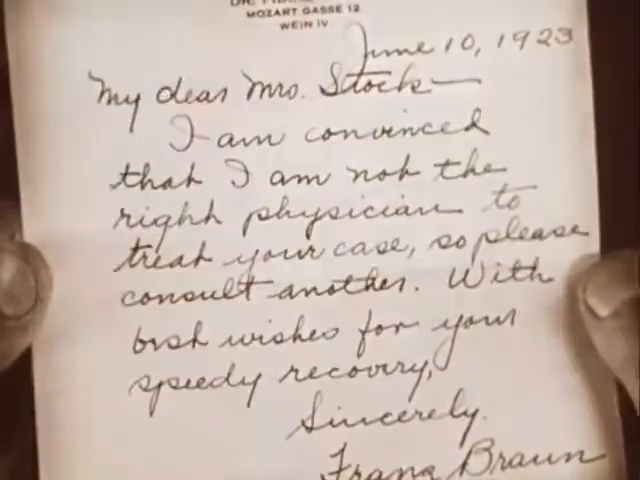 MOZART GASSE 12
WEIN IV.
June 10, 1923
My dear Mrs. Stock—
I am convinced
that I am not the
right physician to
treat your case, so please
consult another. With
best wishes for your
speedy recovery,
Sincerely.
Franz Braun